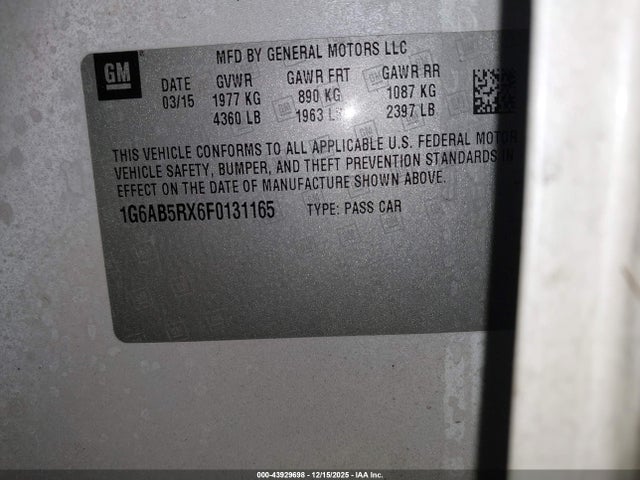 GM
MFD BY GENERAL MOTORS LLC
DATE GVWR GAWR FRT GAWR RR
03/15 1977 KG 890 KG 1087 KG
4360 LB 1963 2397 LB
THIS VEHICLE CONFORMS TO ALL APPLICABLE U.S. FEDERAL MOTOR
VEHICLE SAFETY, BUMPER, AND THEFT PREVENTION STANDARDS IN
EFFECT ON THE DATE OF MANUFACTURE SHOWN ABOVE.
1G6AB5RX6F0131165 TYPE: PASS CAR
000-43929698 - 12/15/2025 - IAA Inc.